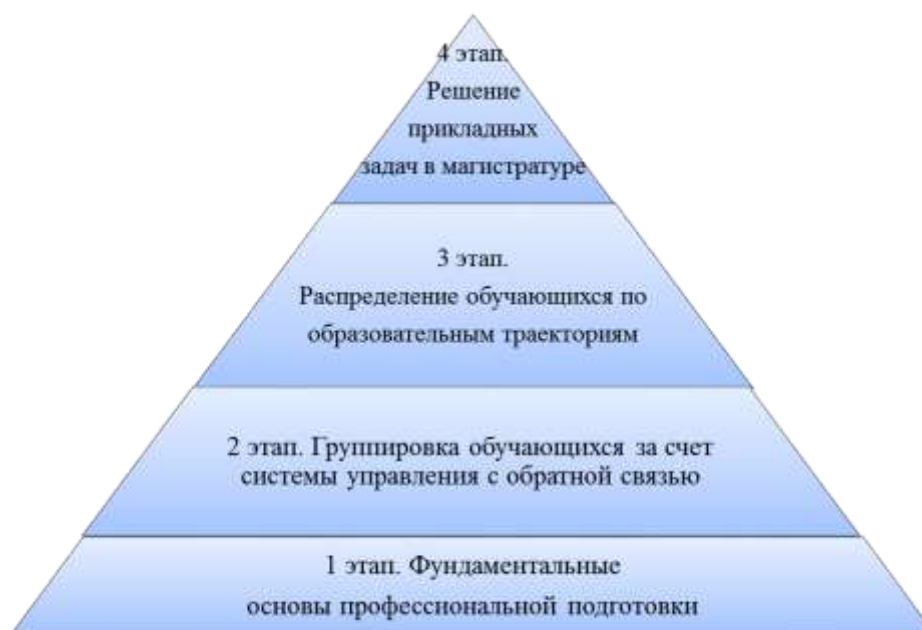 4 этап.
Решение
прикладных
задач в магистратуре
3 этап.
Распределение обучающихся по
образовательным траекториям
2 этап. Группировка обучающихся за счет
системы управления с обратной связью
1 этап. Фундаментальные
основы профессиональной подготовки